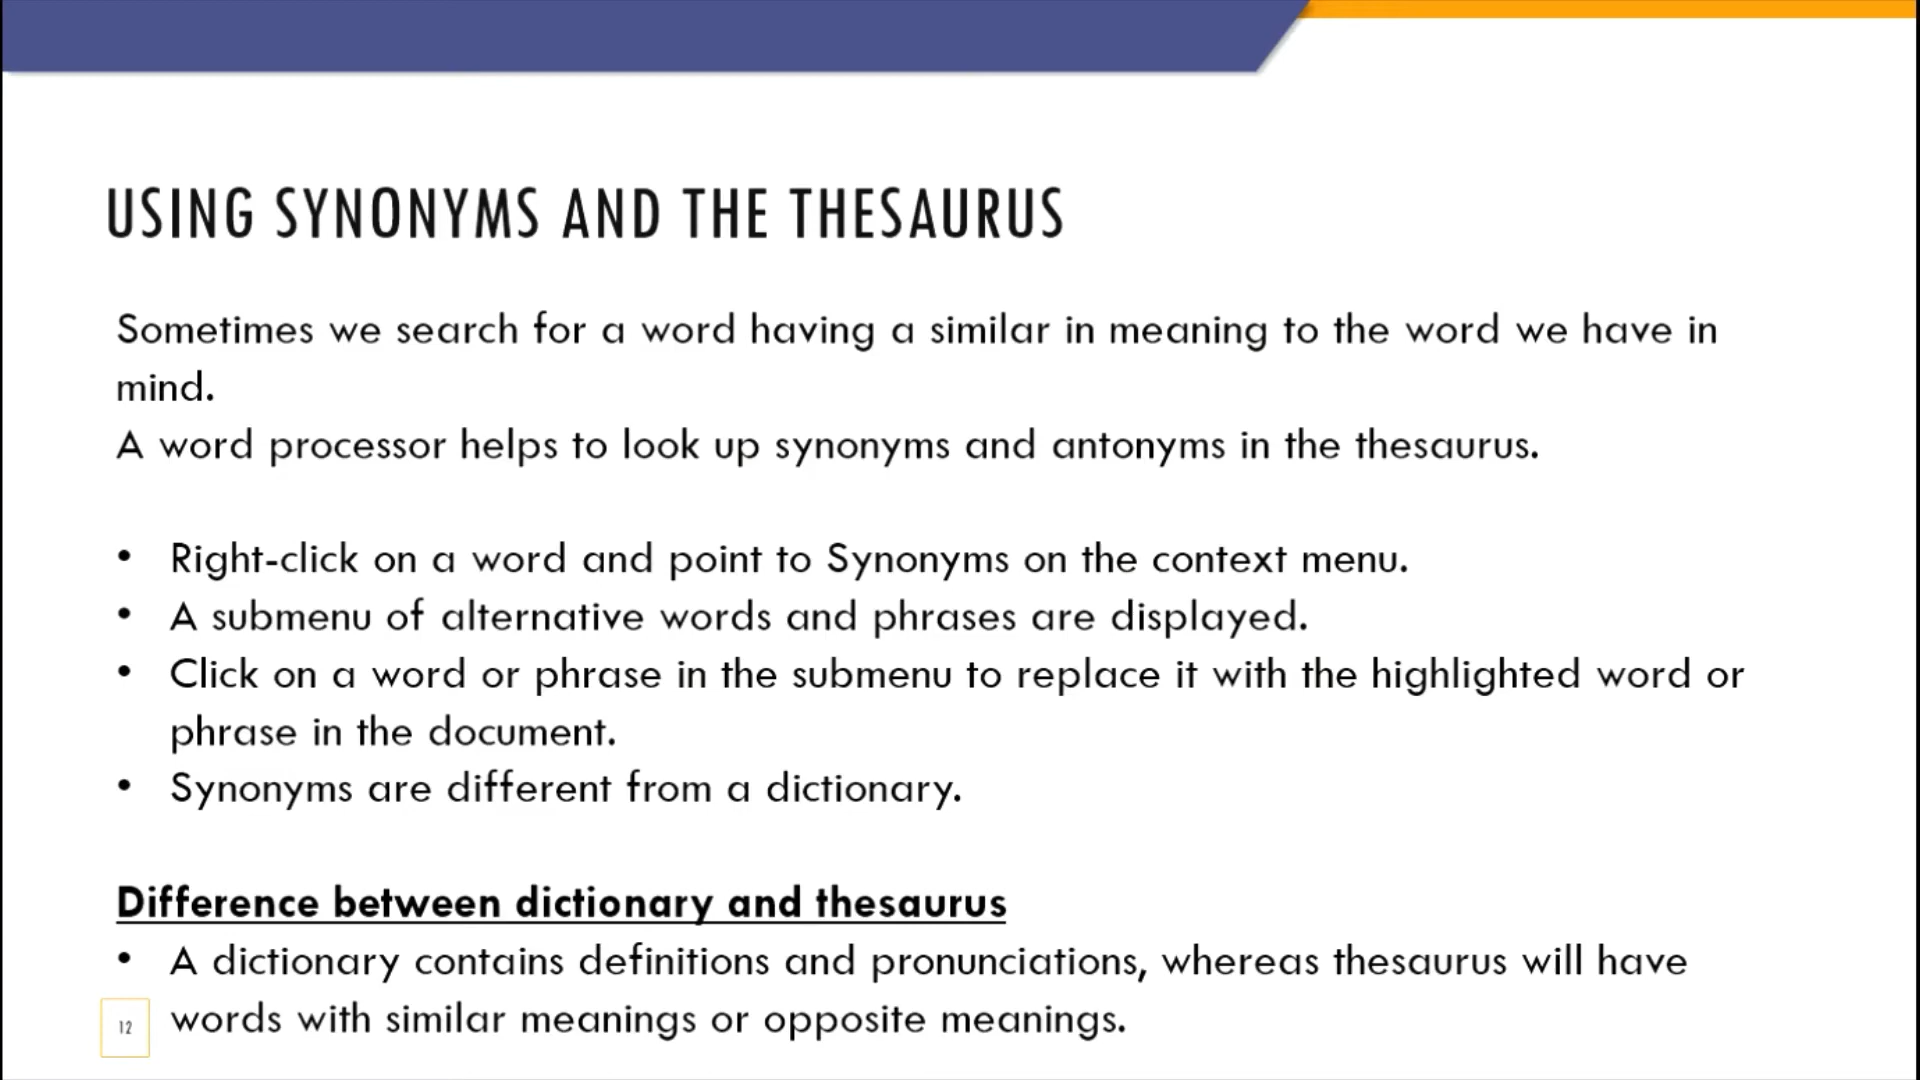 USING SYNONYMS AND THE THESAURUS
Sometimes we search for a word having a similar in meaning to the word we have in
mind.
A word processor helps to look up synonyms and antonyms in the thesaurus.
• Right-click on a word and point to Synonyms on the context menu.
• A submenu of alternative words and phrases are displayed.
• Click on a word or phrase in the submenu to replace it with the highlighted word or
phrase in the document.
• Synonyms are different from a dictionary.
Difference between dictionary and thesaurus
• A dictionary contains definitions and pronunciations, whereas thesaurus will have
words with similar meanings or opposite meanings.
12